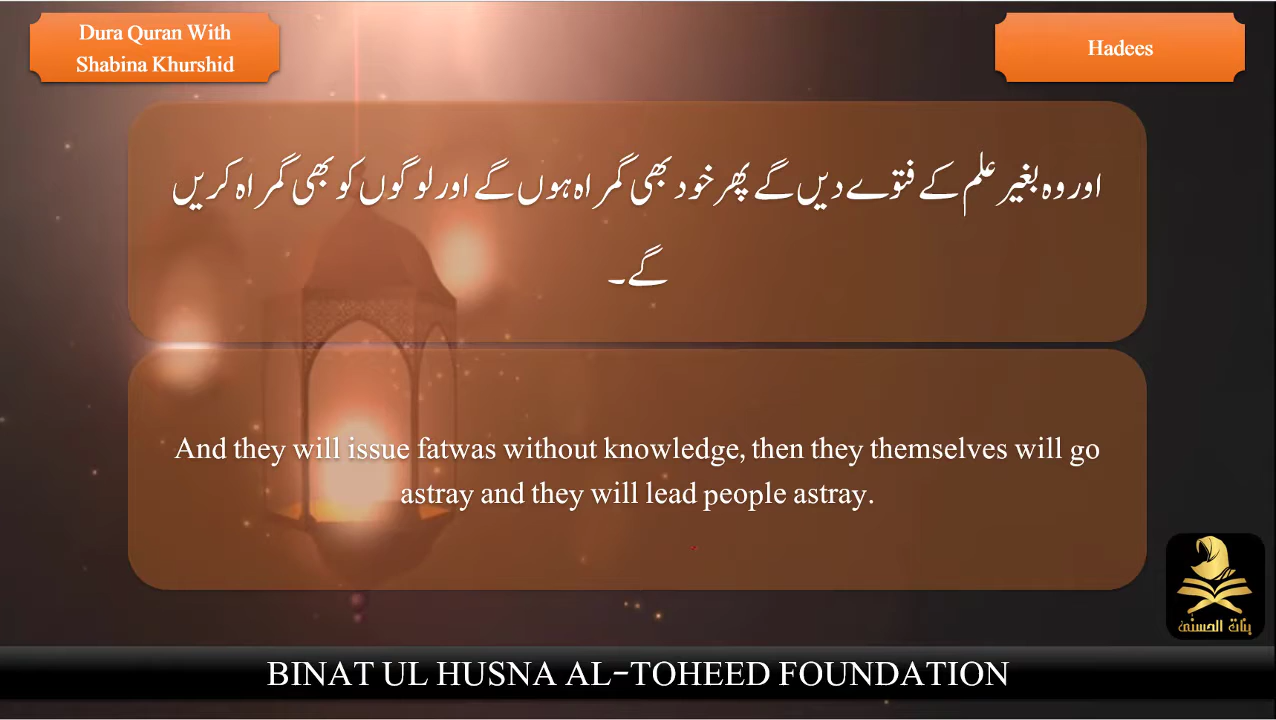 Dura Quran With
Shabina Khurshid
Hadees
اور وہ بغیر علم کے فتوے دیں گے پھر خود بھی گمراہ ہوں گے اور لوگوں کو بھی گمراہ کریں
گے۔
And they will issue fatwas without knowledge, then they themselves will go
astray and they will lead people astray.
بنات الحسنیٰ
BINAT UL HUSNA AL-TOHEED FOUNDATION